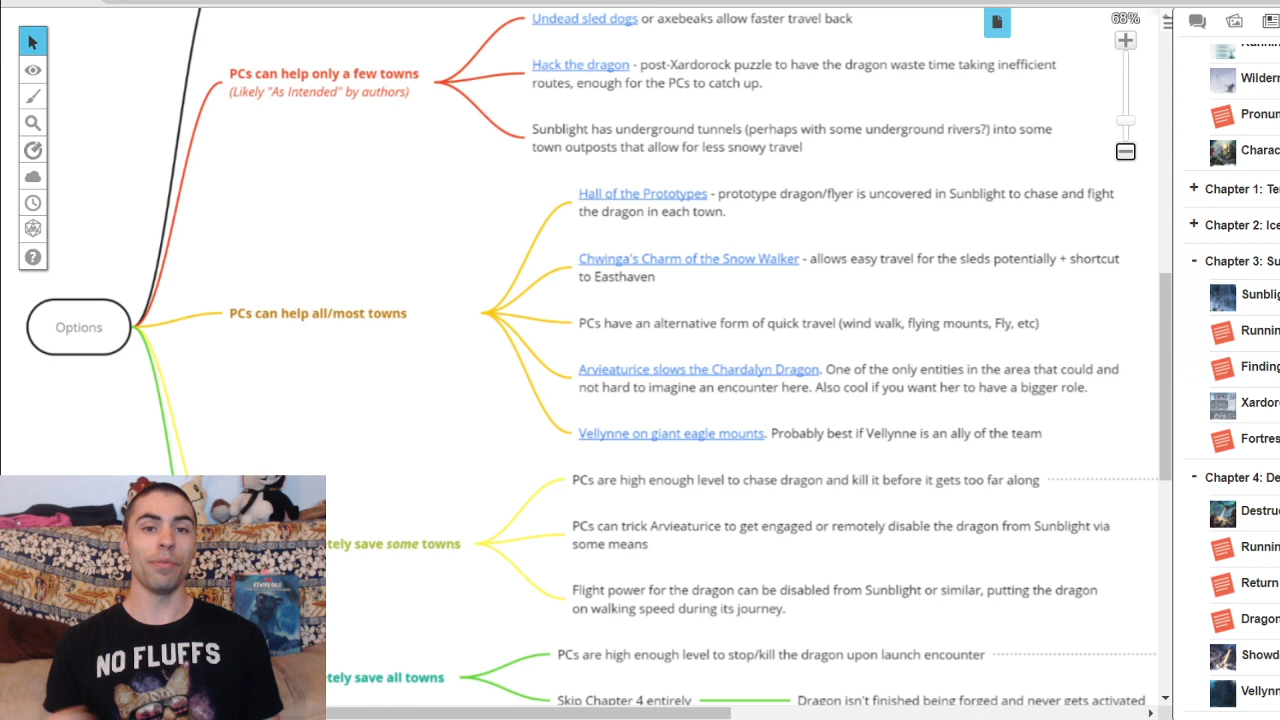 Undead sled dogs or axebeaks allow faster travel back
68%
PCs can help only a few towns
(Likely "As Intended" by authors)
Hack the dragon - post-Xardorock puzzle to have the dragon waste time taking inefficient
routes, enough for the PCs to catch up.
Sunblight has underground tunnels (perhaps with some underground rivers?) into some
town outposts that allow for less snowy travel
Options
PCs can help all/most towns
Hall of the Prototypes - prototype dragon/flyer is uncovered in Sunblight to chase and fight
the dragon in each town.
Chwinga's Charm of the Snow Walker - allows easy travel for the sleds potentially + shortcut
to Easthaven
PCs have an alternative form of quick travel (wind walk, flying mounts, Fly, etc)
Arvieaturice slows the Chardalyn Dragon. One of the only entities in the area that could and
not hard to imagine an encounter here. Also cool if you want her to have a bigger role.
Vellynne on giant eagle mounts. Probably best if Vellynne is an ally of the team
tely save some towns
PCs are high enough level to chase dragon and kill it before it gets too far along
PCs can trick Arvieaturice to get engaged or remotely disable the dragon from Sunblight via
some means
Flight power for the dragon can be disabled from Sunblight or similar, putting the dragon
on walking speed during its journey.
tely save all towns
PCs are high enough level to stop/kill the dragon upon launch encounter
Skip Chapter 4 entirely
Dragon isn't finished being forged and never gets activated
Wildern
Pronun
Charac
+ Chapter 1: Te
+ Chapter 2: Ice
- Chapter 3: Su
Sunblig
Running
Finding
Xardor
Fortres
- Chapter 4: De
Destruc
Running
Return
Dragon
Showd
Vellynn
NO FLUFFS